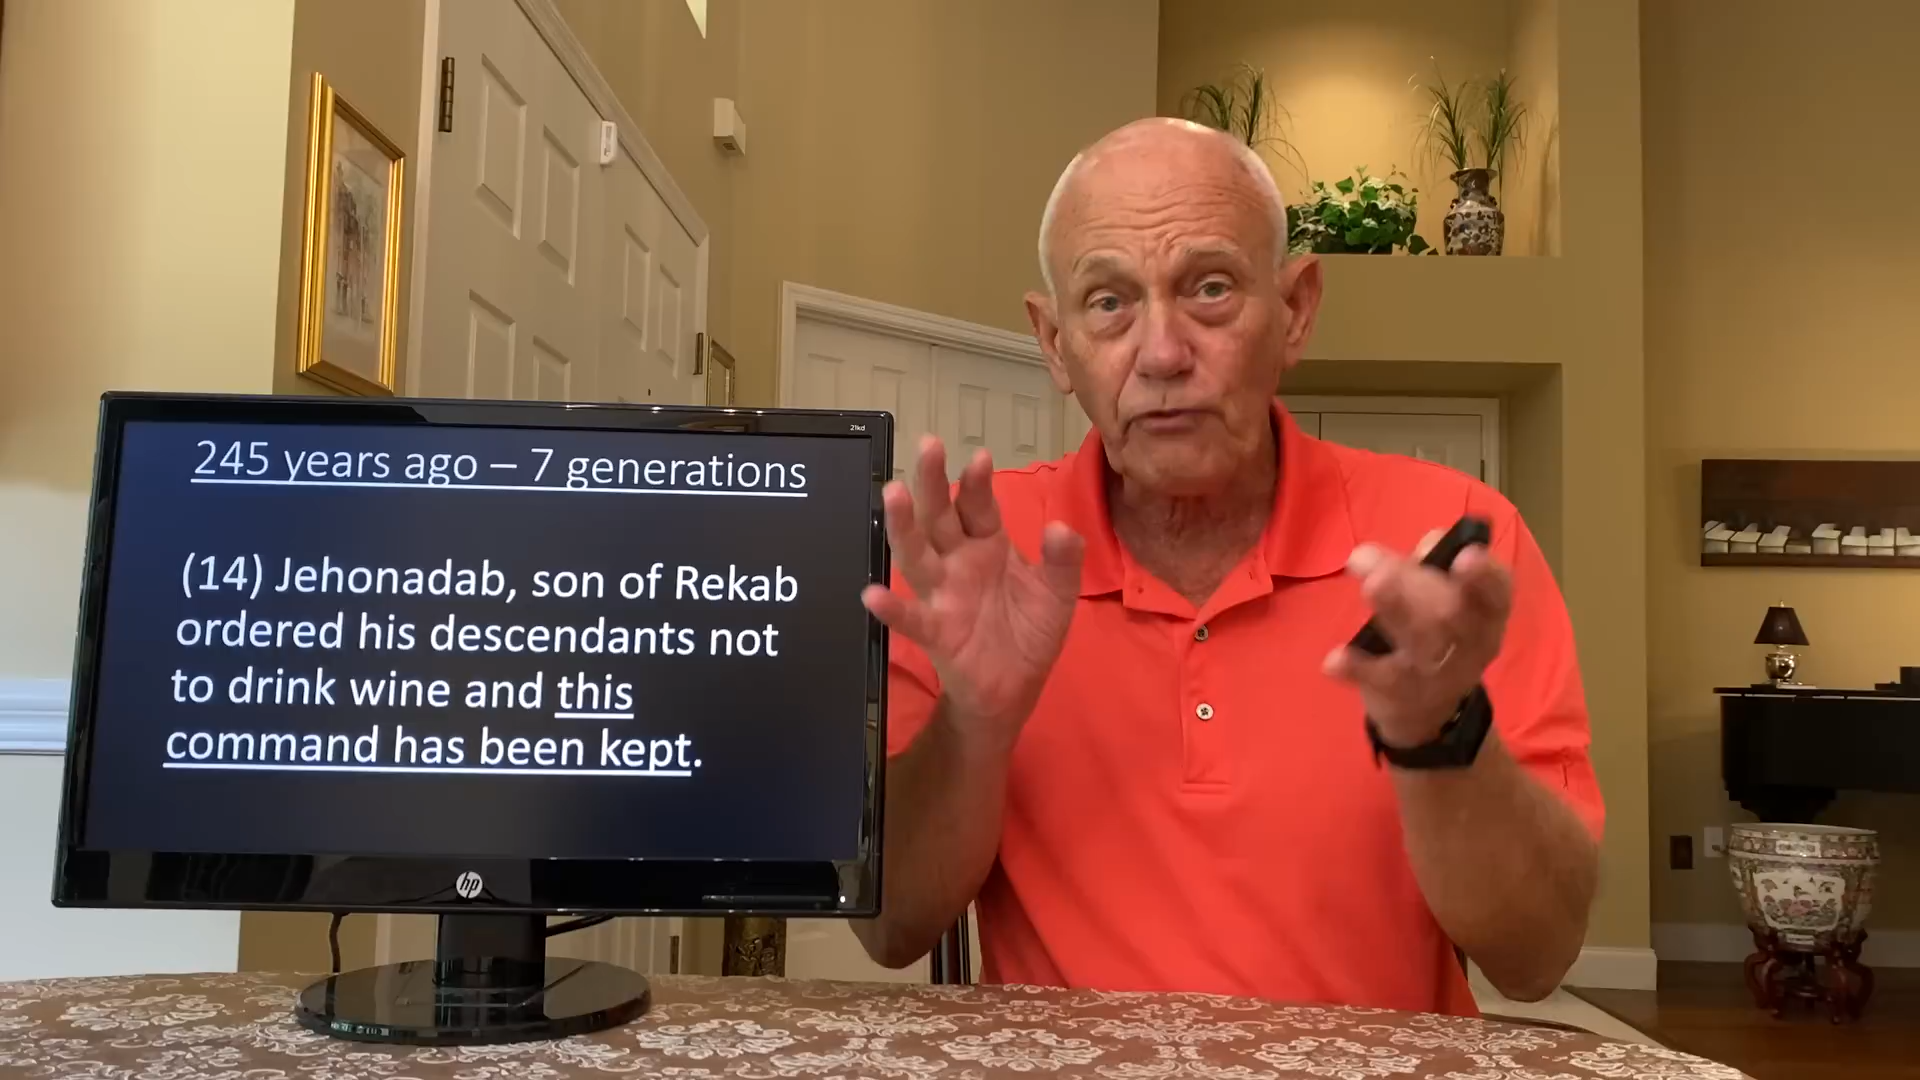 21kd
245 years ago – 7 generations
(14) Jehonadab, son of Rekab
ordered his descendants not
to drink wine and this
command has been kept.
hp